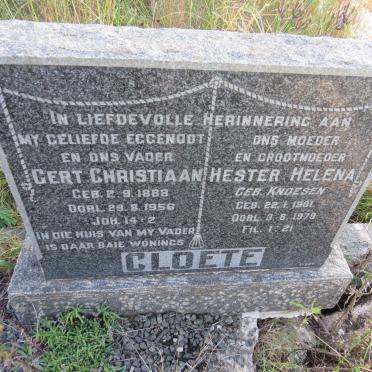 IN LIEFDEVOLLE HERINNERING AAN
MY GELIEFDE EGGENOOT
EN ONS VADER
GERT CHRISTIAAN
GEB. 2.9.1889
OORL. 29.8.1956
JOH. 14:2
IN DIE HUIS VAN MY VADER
IS DAAR BAIE WONINGS
ONS MOEDER
EN GROOTMOEDER
HESTER HELENA
GEB. KNOESEN
GEB. 22.1.1901
OORL. 3.8.1979
FIL. 1:21
CLOETE